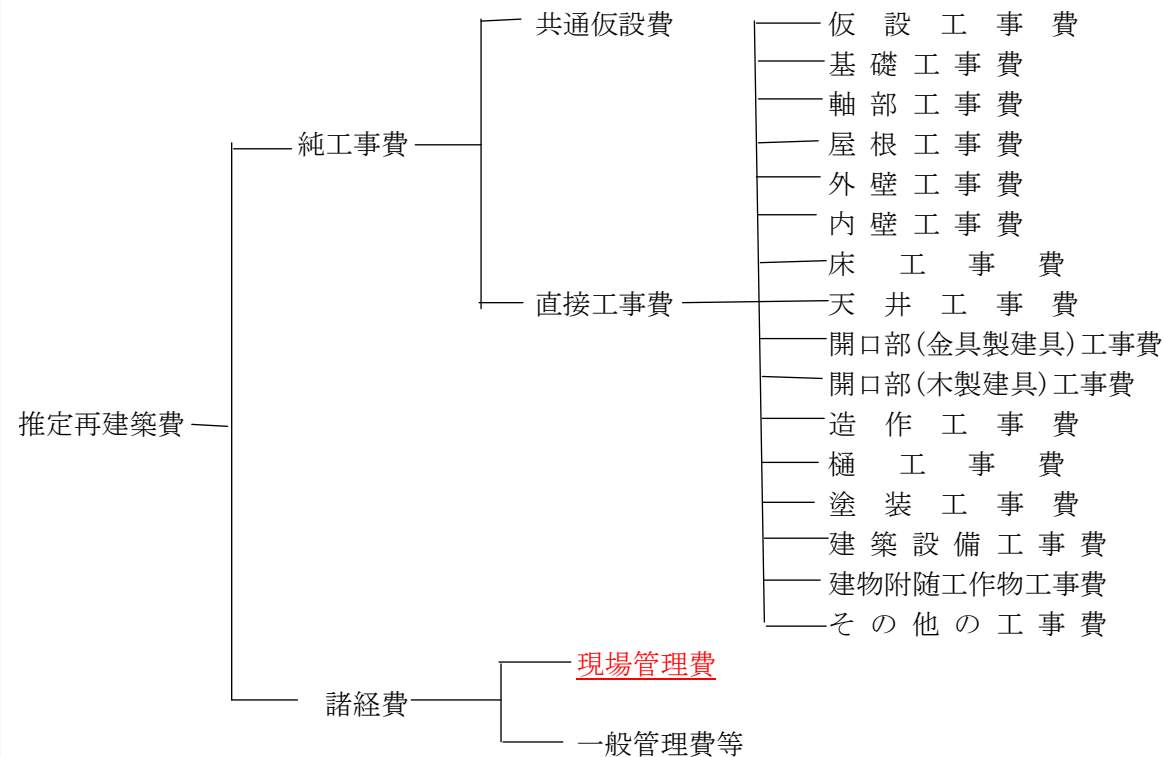 共通仮設費
仮設工事費
基礎工事費
軸部工事費
純工事費
屋根工事費
外壁工事費
内壁工事費
床工事費
直接工事費
天井工事費
開口部(金具製建具)工事費
開口部(木製建具)工事費
推定再建築費
造作工事費
樋工事費
塗装工事費
建築設備工事費
建物附随工作物工事費
その他の工事費
現場管理費
諸経費
一般管理費等